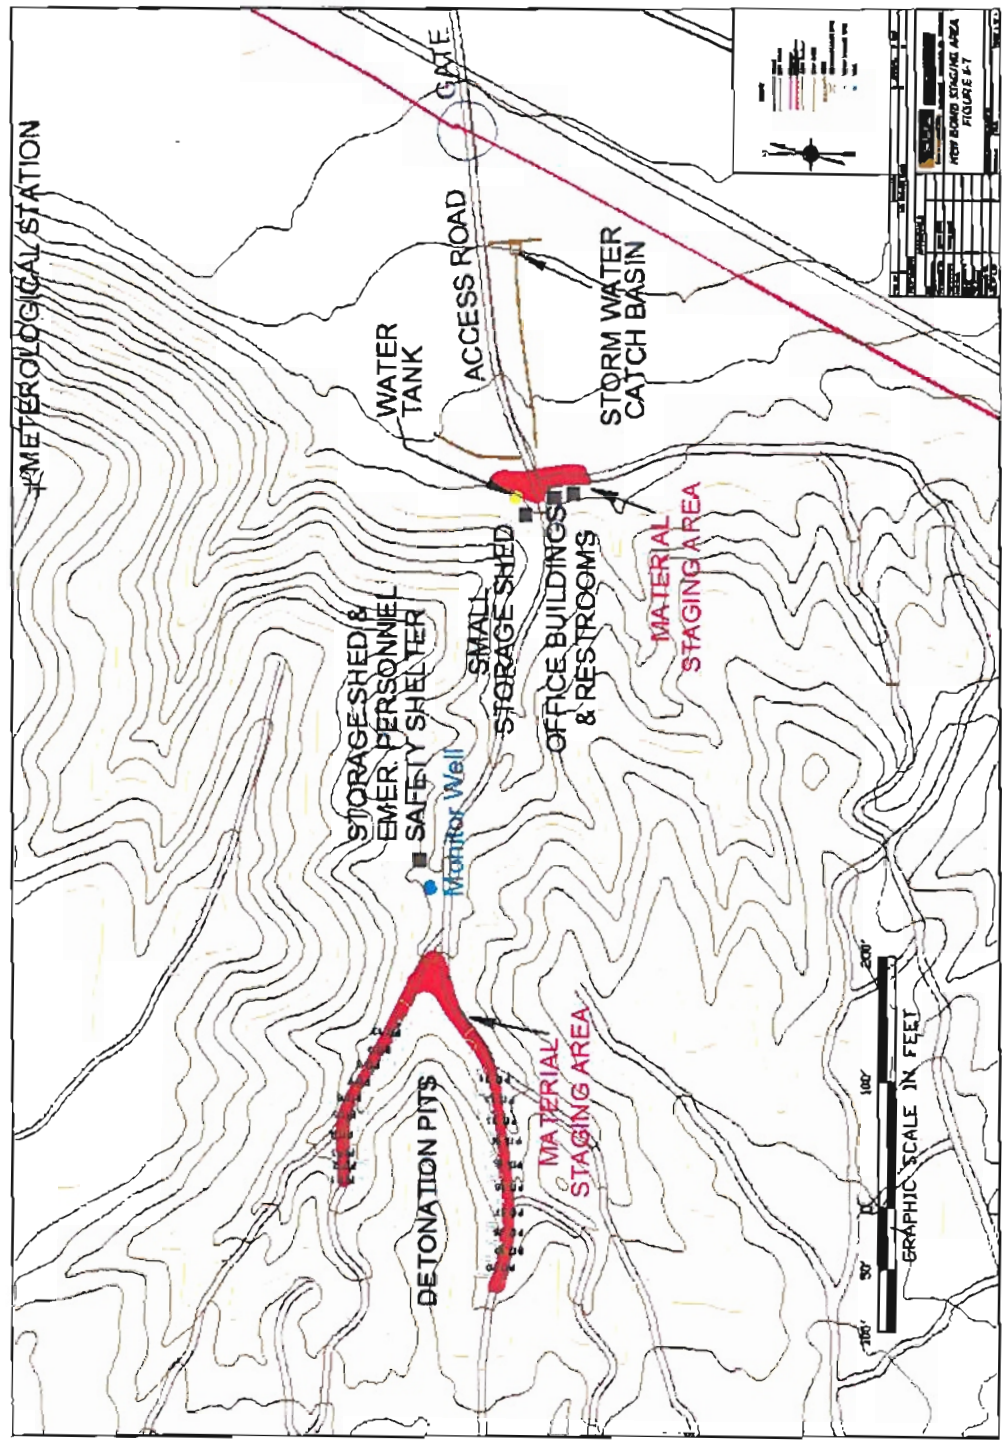 METEROLOGICAL STATION
GATE
ACCESS ROAD
WATER
TANK
STORM WATER
CATCH BASIN
STORAGE SHED &
EMER. PERSONNEL
SAFETY SHELTER
SMALL
STORAGE SHED
OFFICE BUILDINGS
& RESTROOMS
MATERIAL
STAGING AREA
Monitor Well
DETONATION PITS
MATERIAL
STAGING AREA
100' 50' 0 100' 200'
GRAPHIC SCALE IN FEET
STAGING AREA
FIGURE